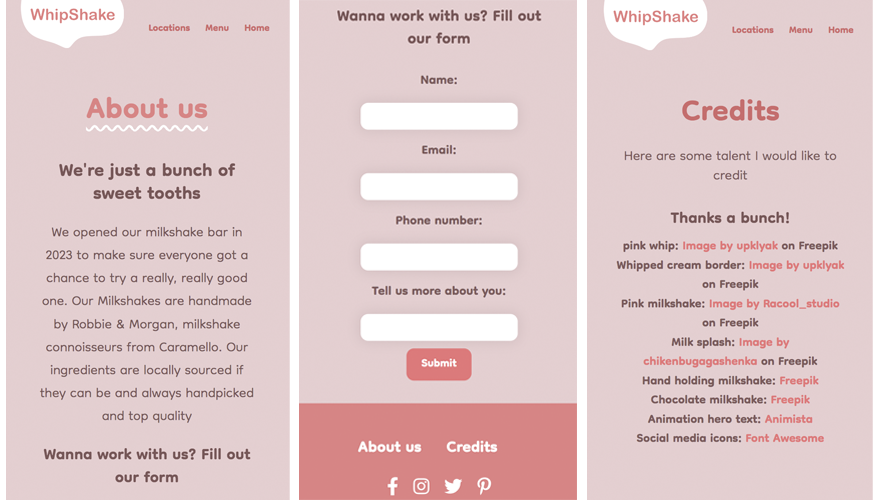 WhipShake
Locations Menu Home
About us
We're just a bunch of
sweet tooths
We opened our milkshake bar in
2023 to make sure everyone got a
chance to try a really, really good
one. Our Milkshakes are handmade
by Robbie & Morgan, milkshake
connoisseurs from Caramello. Our
ingredients are locally sourced if
they can be and always handpicked
and top quality
Wanna work with us? Fill out
our form
Wanna work with us? Fill out
our form
Name:
Email:
Phone number:
Tell us more about you:
Submit
About us Credits
WhipShake
Locations Menu Home
Credits
Here are some talent I would like to
credit
Thanks a bunch!
pink whip: Image by upklyak on Freepik
Whipped cream border: Image by upklyak
on Freepik
Pink milkshake: Image by Racool_studio
on Freepik
Milk splash: Image by
chikenbugagashenka on Freepik
Hand holding milkshake: Freepik
Chocolate milkshake: Freepik
Animation hero text: Animista
Social media icons: Font Awesome